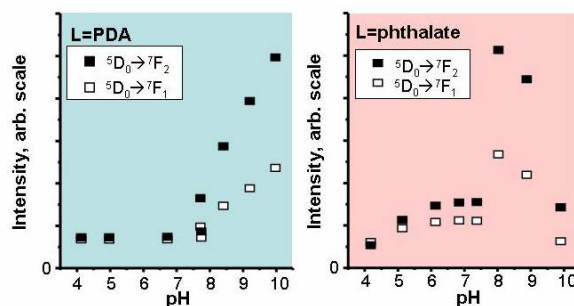 L=PDA
⁵D₀→⁷F₂
⁵D₀→⁷F₁
Intensity, arb. scale
0
4 5 6 7 8 9 10
pH
L=phthalate
⁵D₀→⁷F₂
⁵D₀→⁷F₁
Intensity, arb. scale
0
4 5 6 7 8 9 10
pH